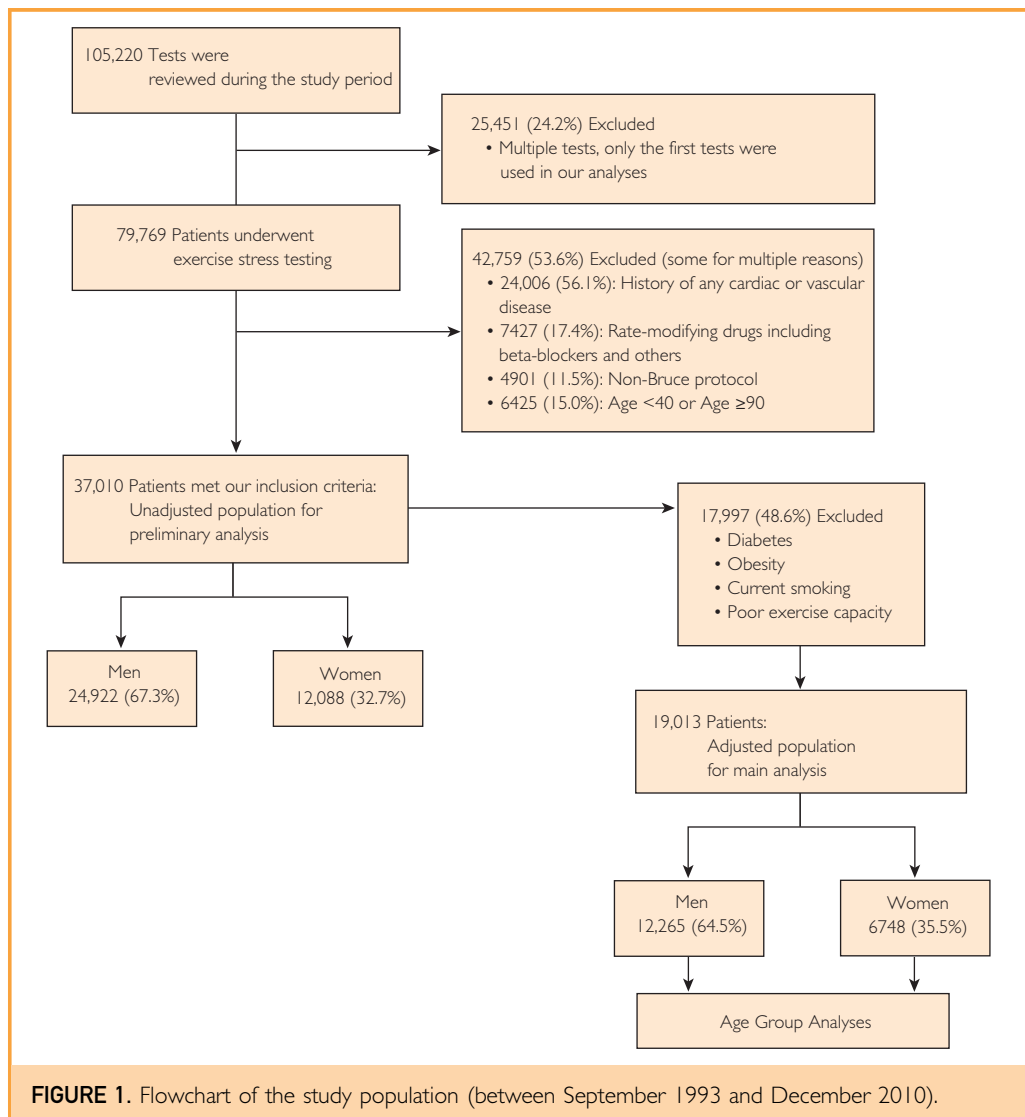 105,220 Tests were
reviewed during the study period
25,451 (24.2%) Excluded
• Multiple tests, only the first tests were
used in our analyses
79,769 Patients underwent
exercise stress testing
42,759 (53.6%) Excluded (some for multiple reasons)
• 24,006 (56.1%): History of any cardiac or vascular
disease
• 7427 (17.4%): Rate-modifying drugs including
beta-blockers and others
• 4901 (11.5%): Non-Bruce protocol
• 6425 (15.0%): Age <40 or Age ≥90
37,010 Patients met our inclusion criteria:
Unadjusted population for
preliminary analysis
17,997 (48.6%) Excluded
• Diabetes
• Obesity
• Current smoking
• Poor exercise capacity
Men
24,922 (67.3%)
Women
12,088 (32.7%)
19,013 Patients:
Adjusted population
for main analysis
Men
12,265 (64.5%)
Women
6748 (35.5%)
Age Group Analyses
FIGURE 1. Flowchart of the study population (between September 1993 and December 2010).